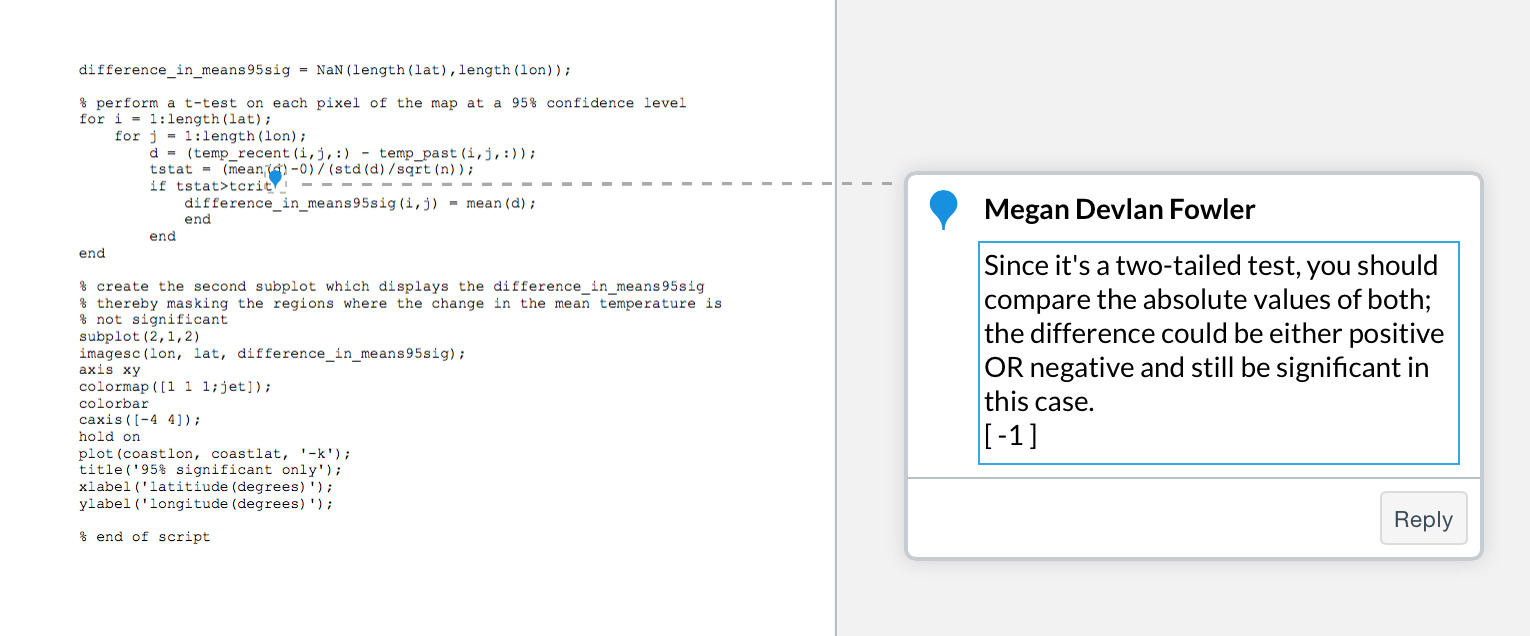 difference_in_means95sig = NaN(length(lat),length(lon));
% perform a t-test on each pixel of the map at a 95% confidence level
for i = 1:length(lat);
    for j = 1:length(lon);
        d = (temp_recent(i,j,:) - temp_past(i,j,:));
        tstat = (mean(d)-0)/(std(d)/sqrt(n));
        if tstat>tcrit
            difference_in_means95sig(i,j) = mean(d);
            end
        end
end
% create the second subplot which displays the difference_in_means95sig
% thereby masking the regions where the change in the mean temperature is
% not significant
subplot(2,1,2)
imagesc(lon, lat, difference_in_means95sig);
axis xy
colormap([1 1 1;jet]);
colorbar
caxis([-4 4]);
hold on
plot(coastlon, coastlat, '-k');
title('95% significant only');
xlabel('latitiude(degrees)');
ylabel('longitude(degrees)');
% end of script
Megan Devlan Fowler
Since it's a two-tailed test, you should
compare the absolute values of both;
the difference could be either positive
OR negative and still be significant in
this case.
[ -1 ]
Reply